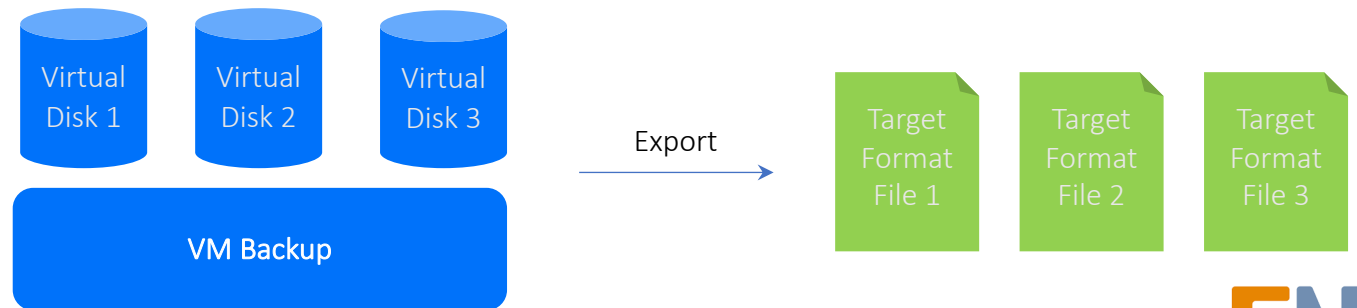 Virtual
Disk 1
Virtual
Disk 2
Virtual
Disk 3
VM Backup
Export
Target
Format
File 1
Target
Format
File 2
Target
Format
File 3